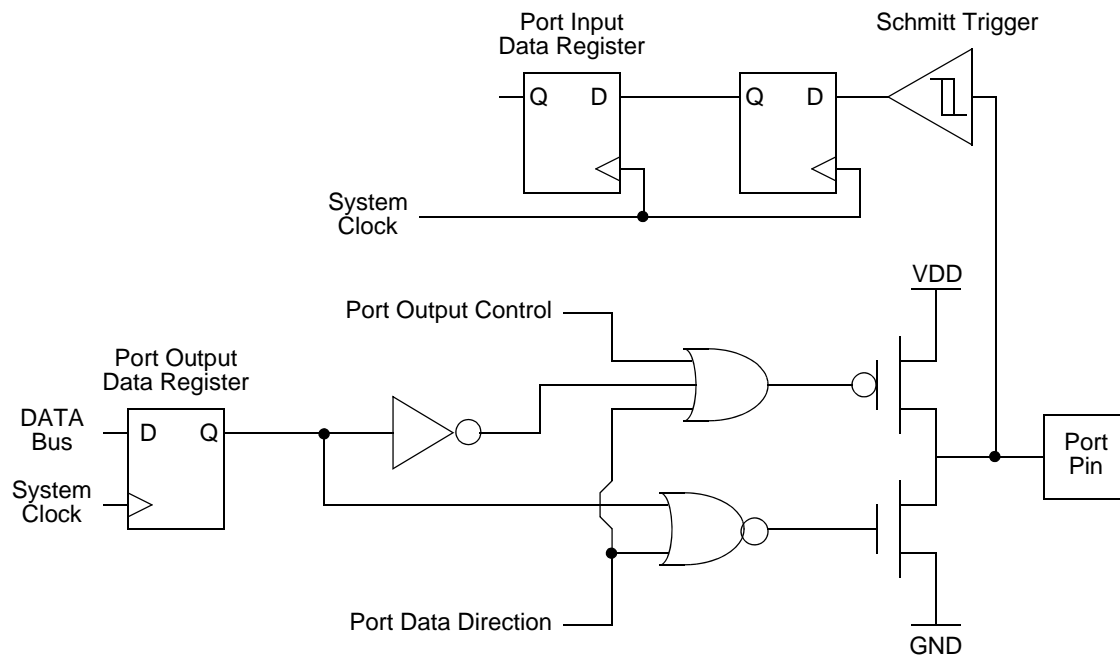 Port Input
Data Register
Schmitt Trigger
Q D
Q D
System
Clock
VDD
Port Output Control
Port Output
Data Register
DATA
Bus
D Q
System
Clock
Port
Pin
Port Data Direction
GND